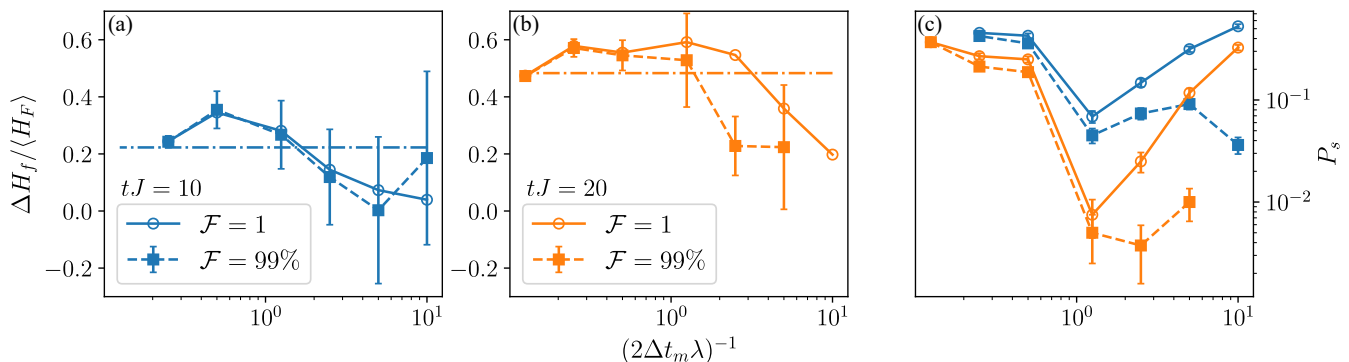 (a)
0.6
0.4
0.2
0.0
−0.2
ΔH_f/⟨H_F⟩
tJ = 10
F = 1
F = 99%
10^0
10^1
(b)
0.6
0.4
0.2
0.0
−0.2
tJ = 20
F = 1
F = 99%
10^0
10^1
(2Δt_mλ)^−1
(c)
10^−1
10^−2
P_s
10^0
10^1